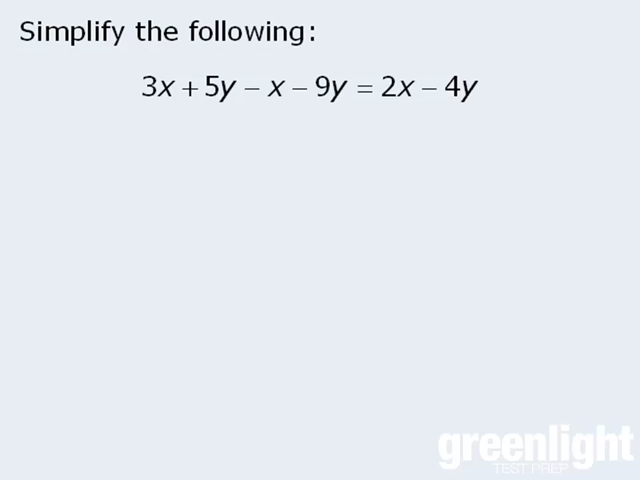 Simplify the following:
3x + 5y − x − 9y = 2x − 4y
greenlight
TEST PREP